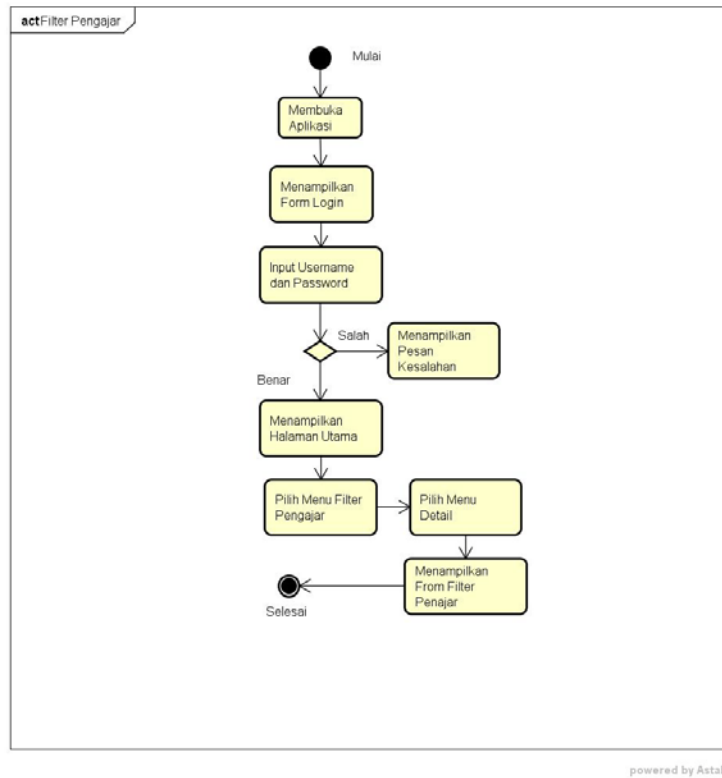 act Filter Pengajar
Mulai
Membuka
Aplikasi
Menampilkan
Form Login
Input Username
dan Password
Salah
Menampilkan
Pesan
Kesalahan
Benar
Menampilkan
Halaman Utama
Pilih Menu Filter
Pengajar
Pilih Menu
Detail
Menampilkan
From Filter
Penajar
Selesai
powered by